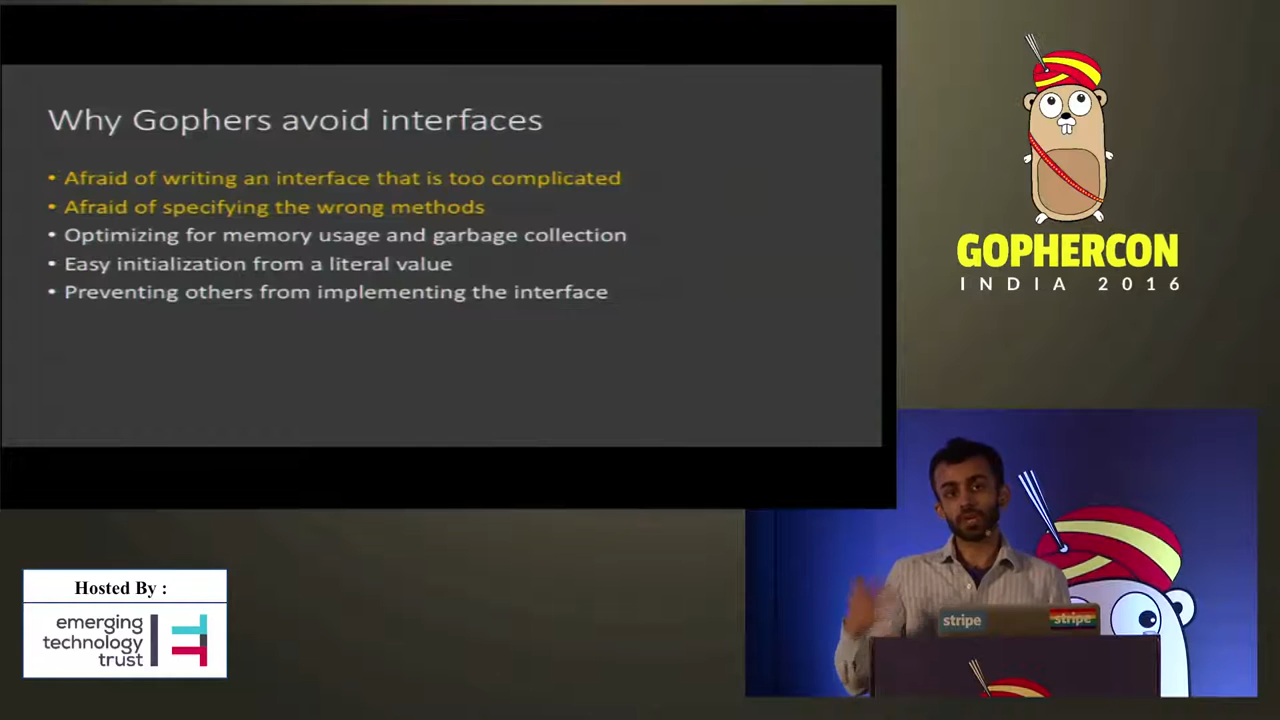 Why Gophers avoid interfaces
• Afraid of writing an interface that is too complicated
• Afraid of specifying the wrong methods
• Optimizing for memory usage and garbage collection
• Easy initialization from a literal value
• Preventing others from implementing the interface
GOPHERCON
INDIA 2016
stripe
stripe
Hosted By :
emerging
technology
trust